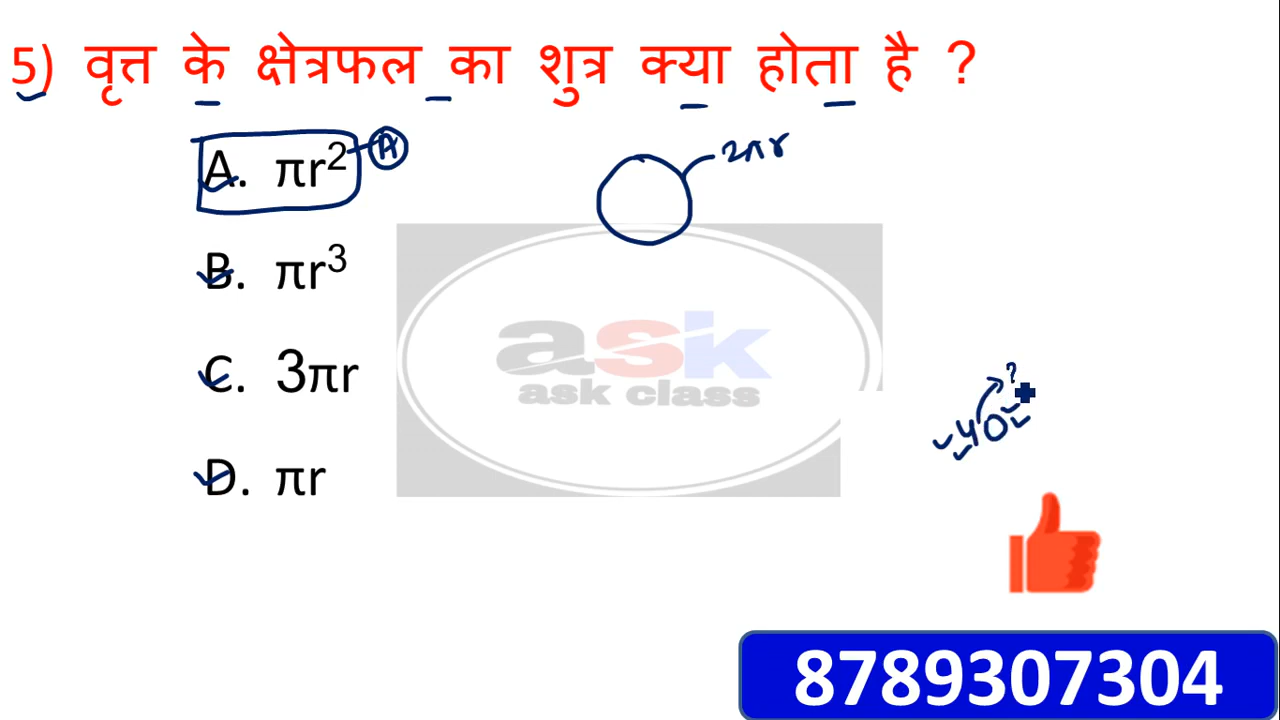 5) वृत्त के क्षेत्रफल का शुत्र क्या होता है ?
A. πr² A
2πr
B. πr³
ask
ask class
C. 3πr
?
40
D. πr
8789307304